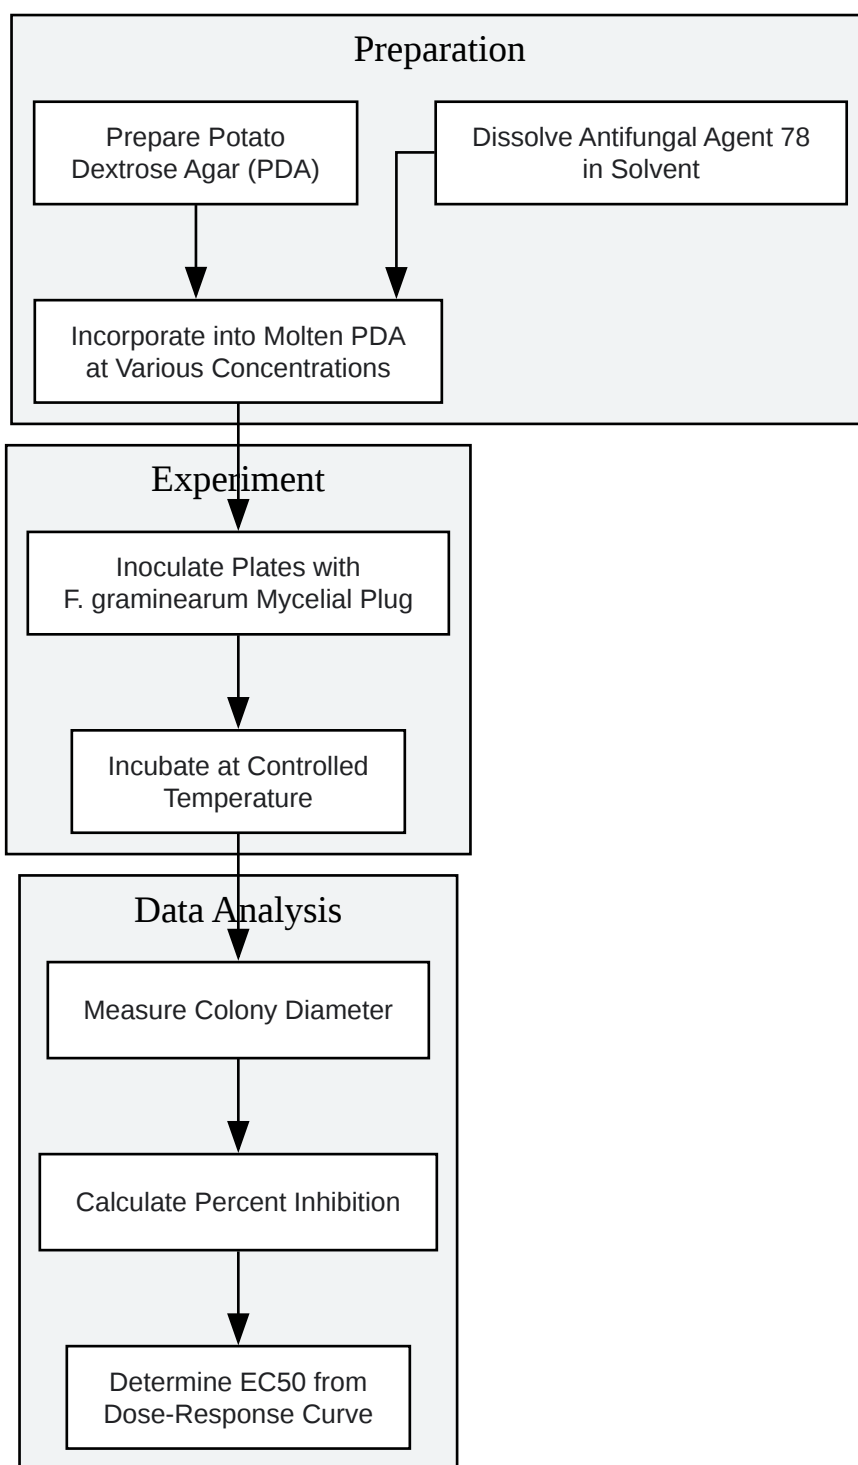 Preparation
Prepare Potato
Dextrose Agar (PDA)
Dissolve Antifungal Agent 78
in Solvent
Incorporate into Molten PDA
at Various Concentrations
Experiment
Inoculate Plates with
F. graminearum Mycelial Plug
Incubate at Controlled
Temperature
Data Analysis
Measure Colony Diameter
Calculate Percent Inhibition
Determine EC50 from
Dose-Response Curve